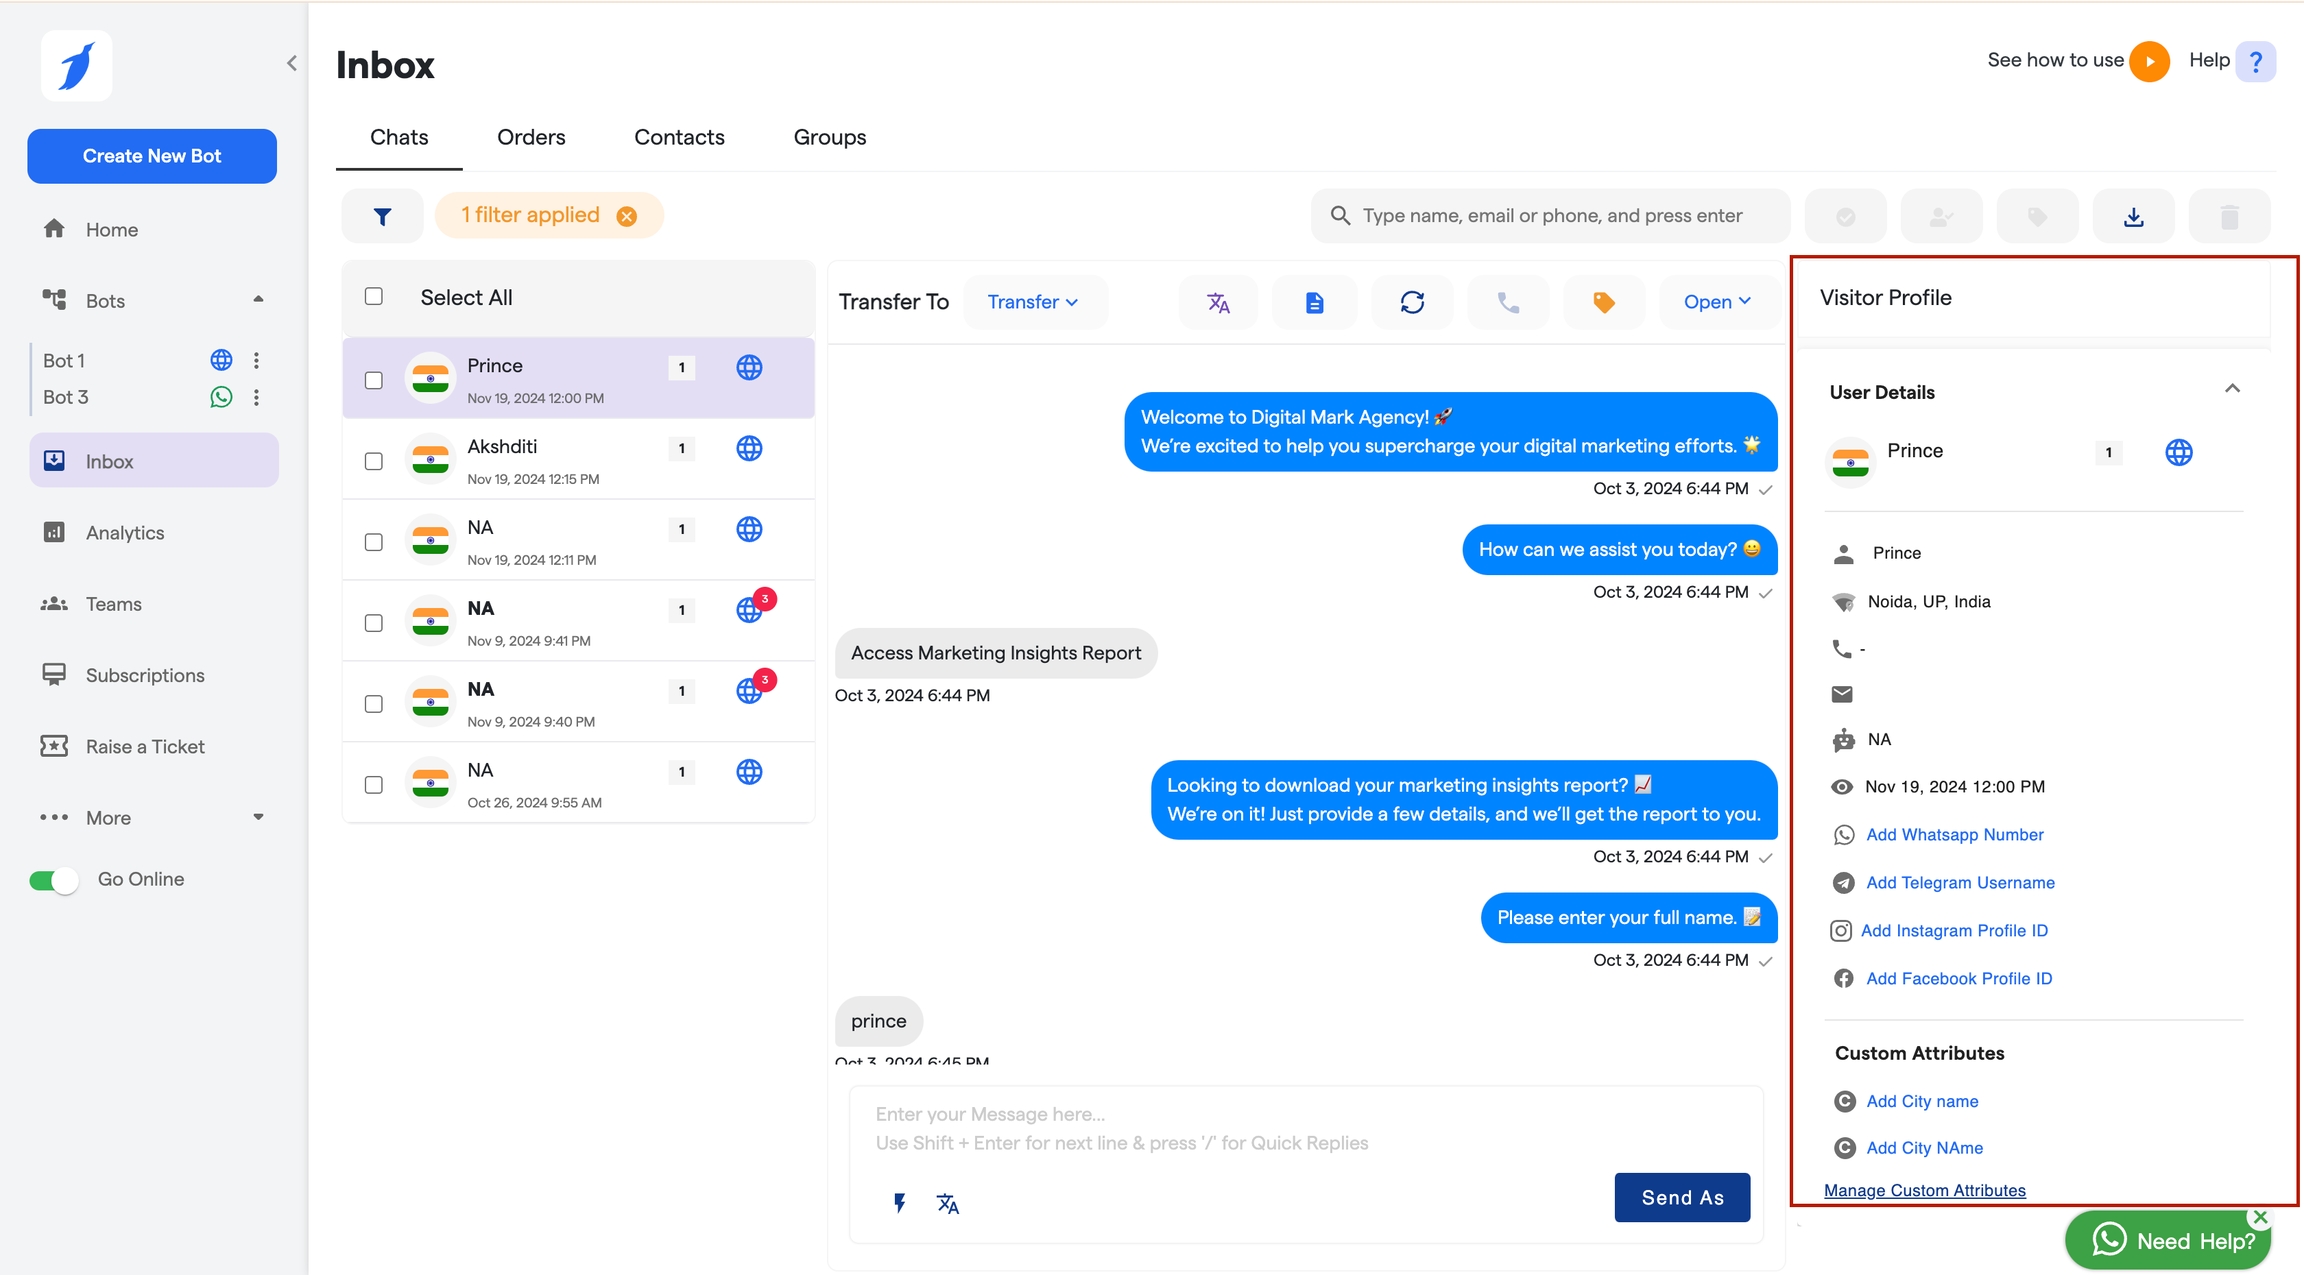 Inbox
See how to use
Help ?
Create New Bot
Chats
Orders
Contacts
Groups
1 filter applied
Type name, email or phone, and press enter
Home
Bots
Bot 1
Bot 3
Inbox
Analytics
Teams
Subscriptions
Raise a Ticket
More
Go Online
Select All
Prince
1
Nov 19, 2024 12:00 PM
Akshditi
1
Nov 19, 2024 12:15 PM
NA
1
Nov 19, 2024 12:11 PM
NA
1
3
Nov 9, 2024 9:41 PM
NA
1
3
Nov 9, 2024 9:40 PM
NA
1
Oct 26, 2024 9:55 AM
Transfer To
Transfer
Open
Welcome to Digital Mark Agency! 🚀
We're excited to help you supercharge your digital marketing efforts. 🌟
Oct 3, 2024 6:44 PM
How can we assist you today? 😀
Oct 3, 2024 6:44 PM
Access Marketing Insights Report
Oct 3, 2024 6:44 PM
Looking to download your marketing insights report? 📈
We're on it! Just provide a few details, and we'll get the report to you.
Oct 3, 2024 6:44 PM
Please enter your full name. 📝
Oct 3, 2024 6:44 PM
prince
Oct 3, 2024 6:45 PM
Enter your Message here...
Use Shift + Enter for next line & press '/' for Quick Replies
Send As
Visitor Profile
User Details
Prince
1
Prince
Noida, UP, India
-
NA
Nov 19, 2024 12:00 PM
Add Whatsapp Number
Add Telegram Username
Add Instagram Profile ID
Add Facebook Profile ID
Custom Attributes
C Add City name
C Add City NAme
Manage Custom Attributes
Need Help?